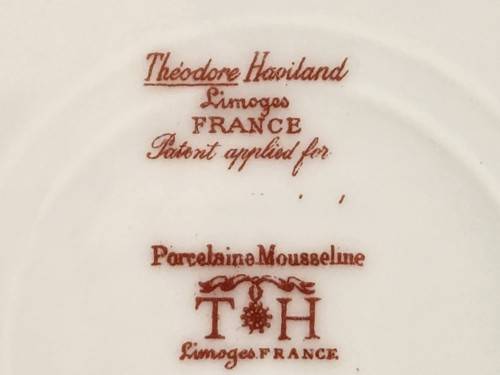 Théodore Haviland
Limoges
FRANCE
Patent applied for
Porcelaine Mousseline
T H
Limoges. FRANCE.